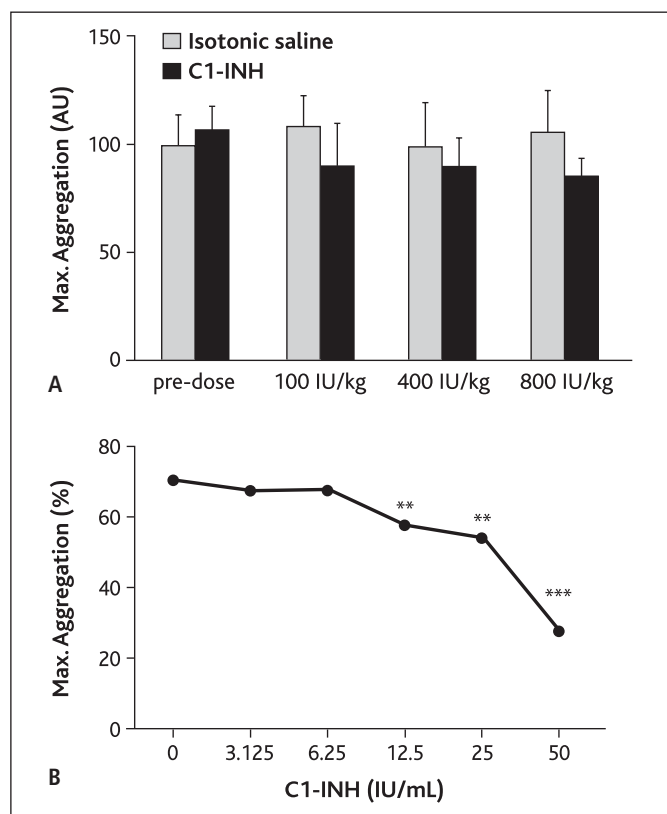 150
Isotonic saline
C1-INH
100
50
0
Max. Aggregation (AU)
pre-dose 100 IU/kg 400 IU/kg 800 IU/kg
A
80
60
40
20
0
Max. Aggregation (%)
** ** ***
0 3.125 6.25 12.5 25 50
C1-INH (IU/mL)
B